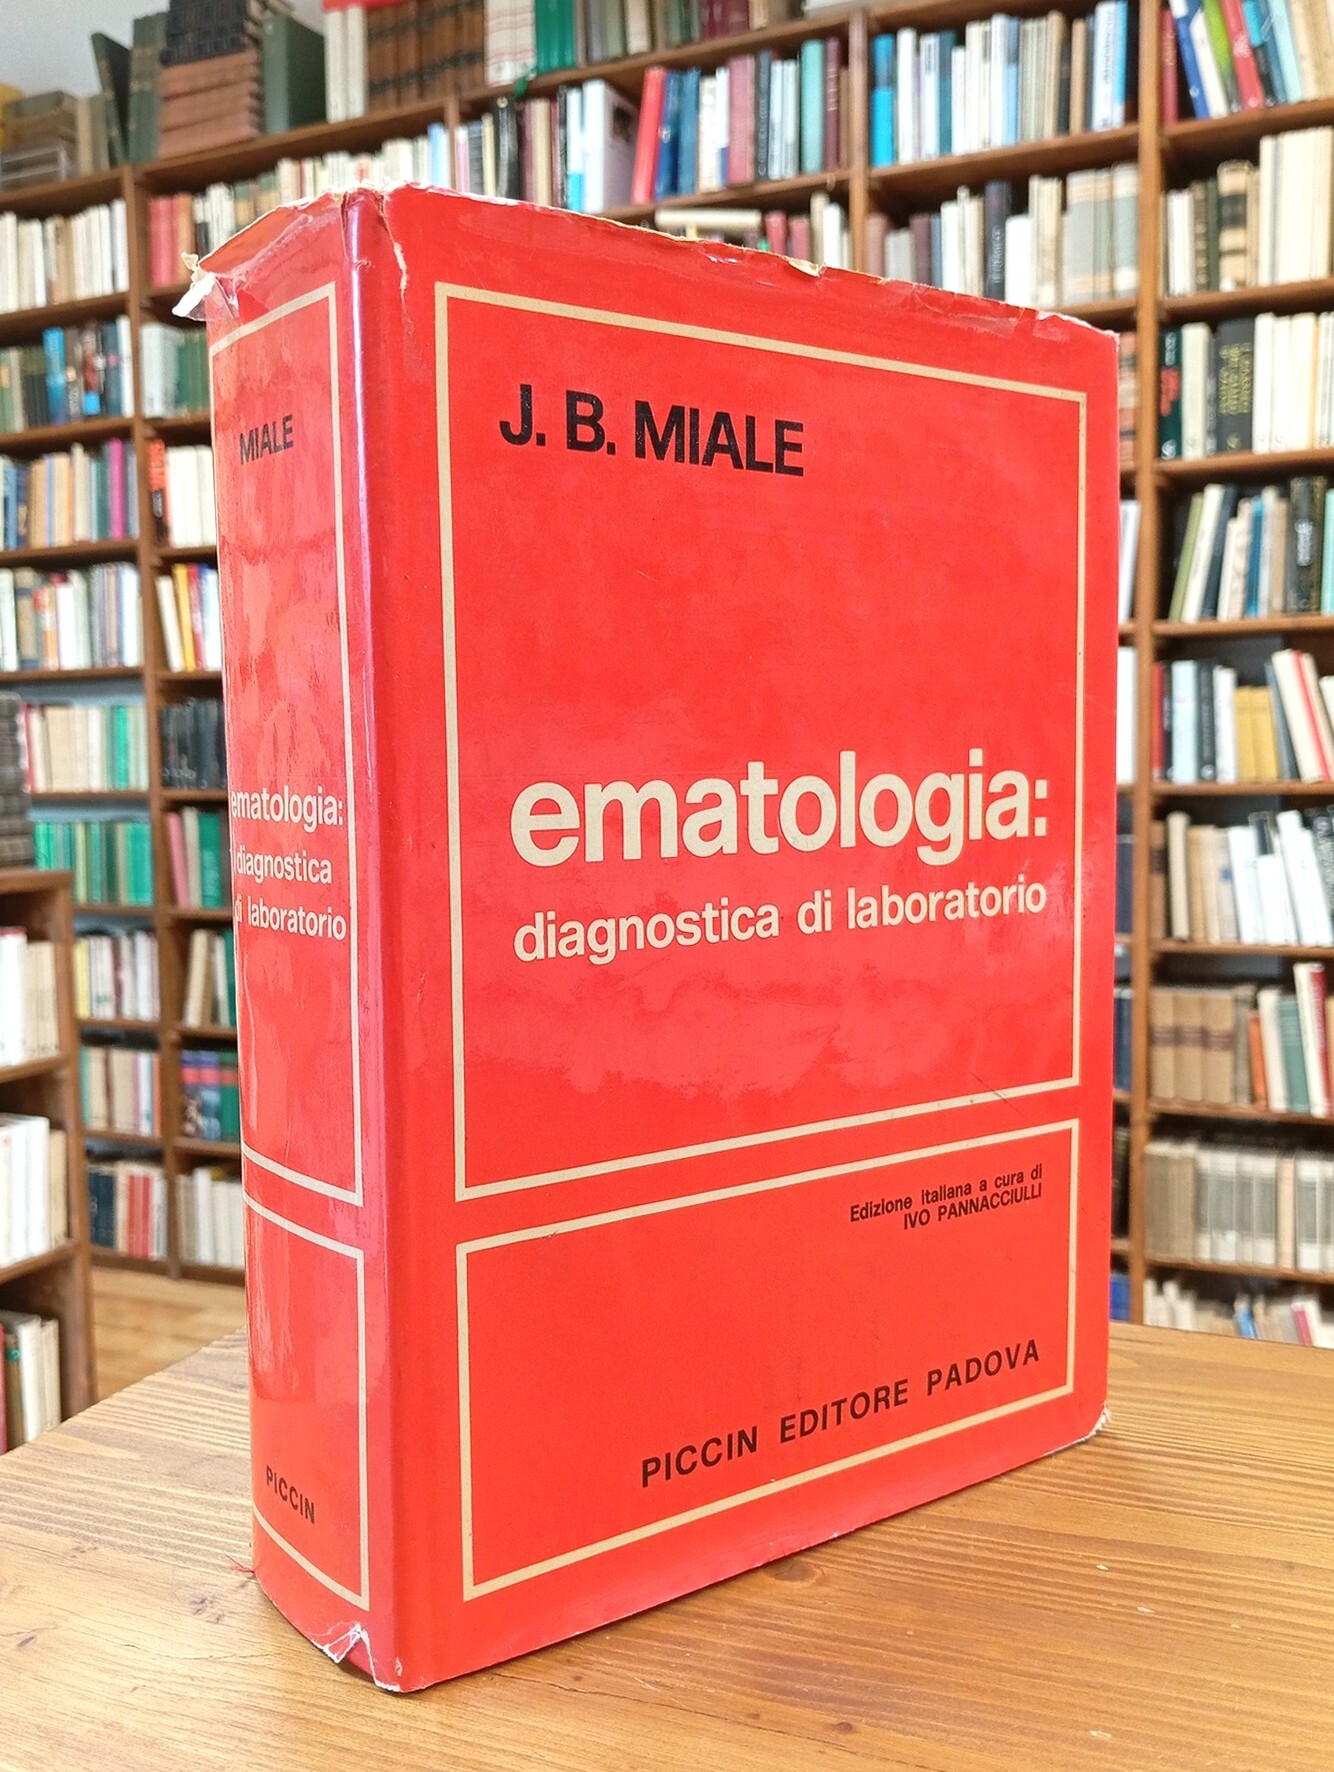 MIALE
ematologia:
diagnostica
di laboratorio
PICCIN
J. B. MIALE
ematologia:
diagnostica di laboratorio
Edizione italiana a cura di
IVO PANNACCIULLI
PICCIN EDITORE PADOVA